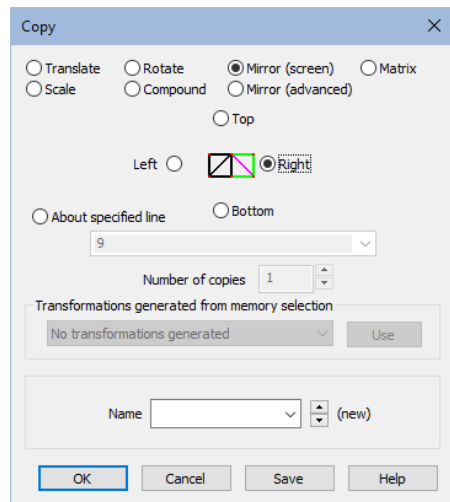 Copy
Translate Rotate Mirror (screen) Matrix
Scale Compound Mirror (advanced)
Top
Left Right
About specified line Bottom
9
Number of copies 1
Transformations generated from memory selection
No transformations generated Use
Name (new)
OK Cancel Save Help